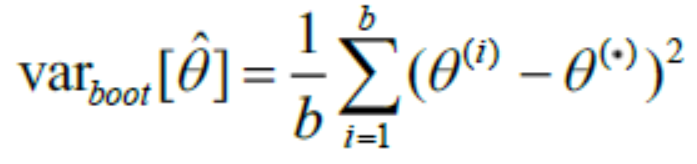 var_boot[θ̂] = 1/b ∑_{i=1}^{b} (θ^{(i)} − θ^{(•)})^2